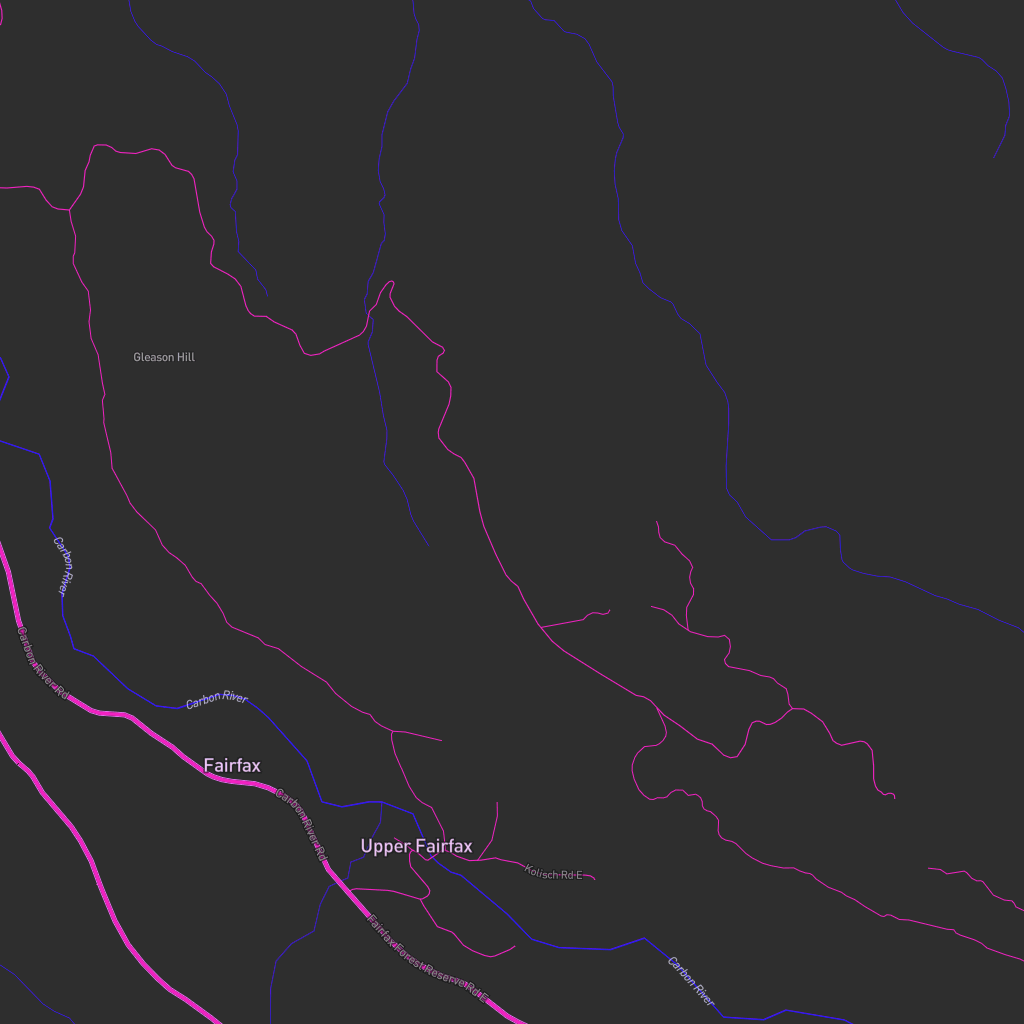 Gleason Hill
Carbon River
Carbon River Rd
Carbon River
Fairfax
Carbon River Rd
Upper Fairfax
Kolisch Rd E
Fairfax Forest Reserve Rd E
Carbon River